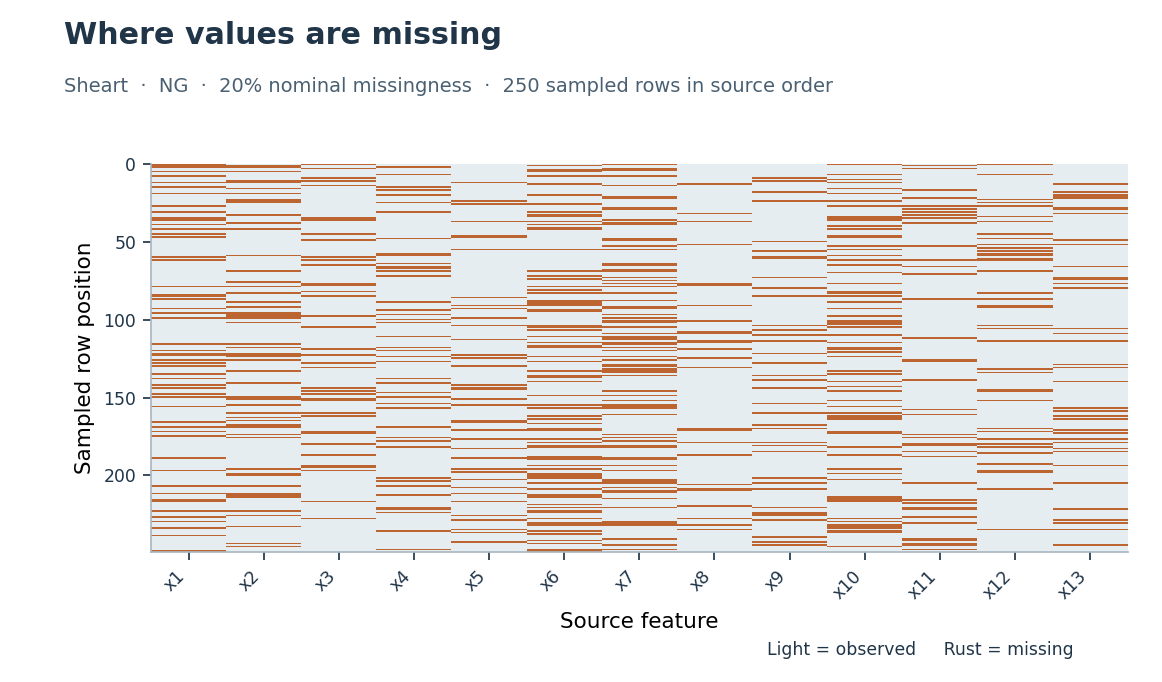 Where values are missing
Sheart · NG · 20% nominal missingness · 250 sampled rows in source order
0
50
100
150
200
Sampled row position
x1 x2 x3 x4 x5 x6 x7 x8 x9 x10 x11 x12 x13
Source feature
Light = observed Rust = missing